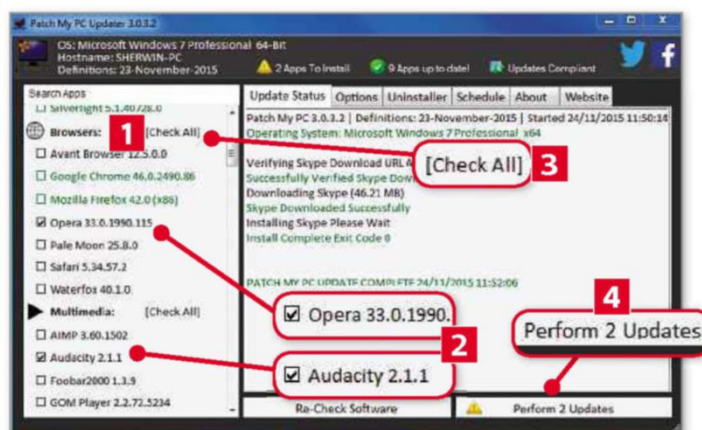 Patch My PC Updater 3.0.3.2
OS: Microsoft Windows 7 Professional 64-Bit
Hostname: SHERWIN-PC
Definitions: 23-November-2015
2 Apps To Install
9 Apps up to date!
Updates Compliant
Search Apps
Silverlight 5.1.40728.0
Browsers: [Check All]
Avant Browser 12.5.0.0
Google Chrome 46.0.2490.86
Mozilla Firefox 42.0 (x86)
Opera 33.0.1990.115
Pale Moon 25.8.0
Safari 5.34.57.2
Waterfox 40.1.0
Multimedia: [Check All]
AIMP 3.60.1502
Audacity 2.1.1
Foobar2000 1.3.9
GOM Player 2.2.72.5234
Update Status Options Uninstaller Schedule About Website
Patch My PC 3.0.3.2 | Definitions: 23-November-2015 | Started 24/11/2015 11:50:14
Operating System: Microsoft Windows 7 Professional x64
Verifying Skype Download URL A
Successfully Verified Skype Down
Downloading Skype (46.21 MB)
Skype Downloaded Successfully
Installing Skype Please Wait
Install Complete Exit Code 0
PATCH MY PC UPDATE COMPLETE 24/11/2015 11:52:06
Re-Check Software
Perform 2 Updates
1
[Check All] 3
Opera 33.0.1990.
2
Audacity 2.1.1
4
Perform 2 Updates